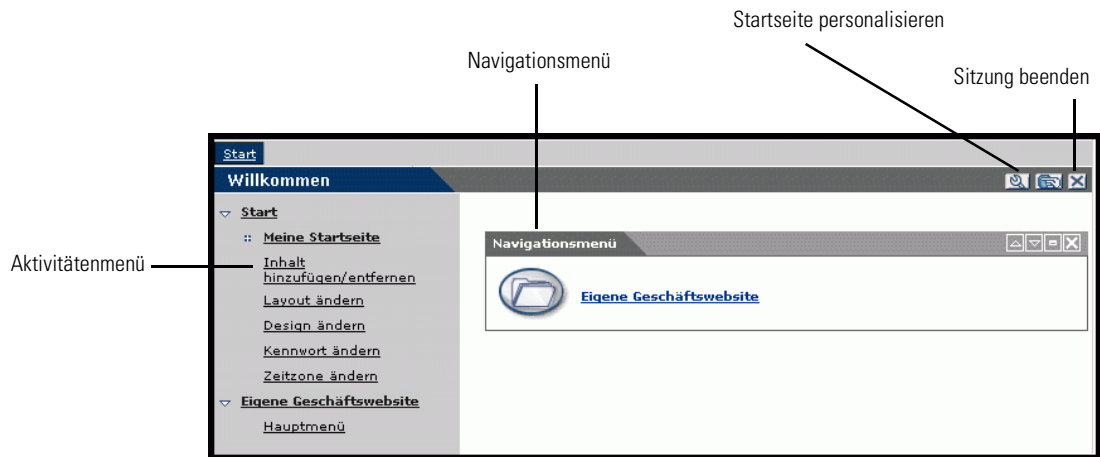 Startseite personalisieren
Navigationsmenü
Sitzung beenden
Start
Willkommen
Start
Meine Startseite
Navigationsmenü
Aktivitätenmenü
Inhalt
hinzufügen/entfernen
Eigene Geschäftswebsite
Layout ändern
Design ändern
Kennwort ändern
Zeitzone ändern
Eigene Geschäftswebsite
Hauptmenü